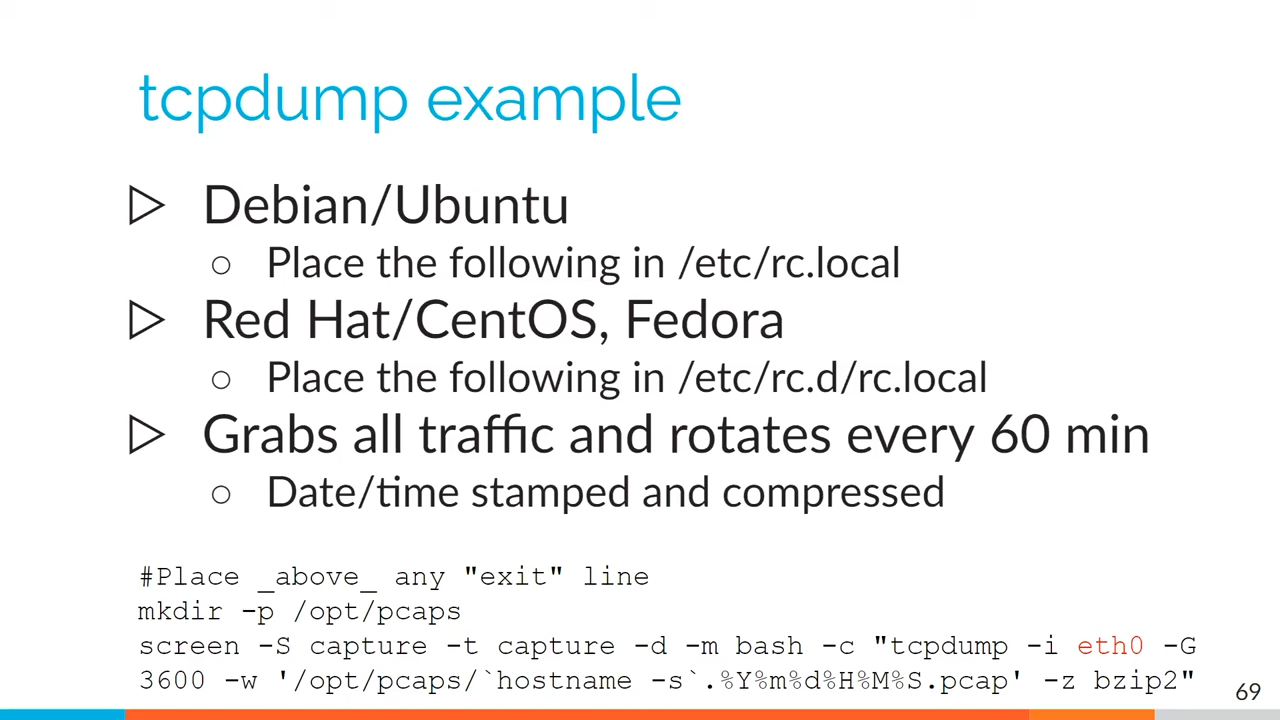 tcpdump example
▷ Debian/Ubuntu
○ Place the following in /etc/rc.local
▷ Red Hat/CentOS, Fedora
○ Place the following in /etc/rc.d/rc.local
▷ Grabs all traffic and rotates every 60 min
○ Date/time stamped and compressed
#Place _above_ any "exit" line
mkdir -p /opt/pcaps
screen -S capture -t capture -d -m bash -c "tcpdump -i eth0 -G
3600 -w '/opt/pcaps/`hostname -s`.%Y%m%d%H%M%S.pcap' -z bzip2"
69